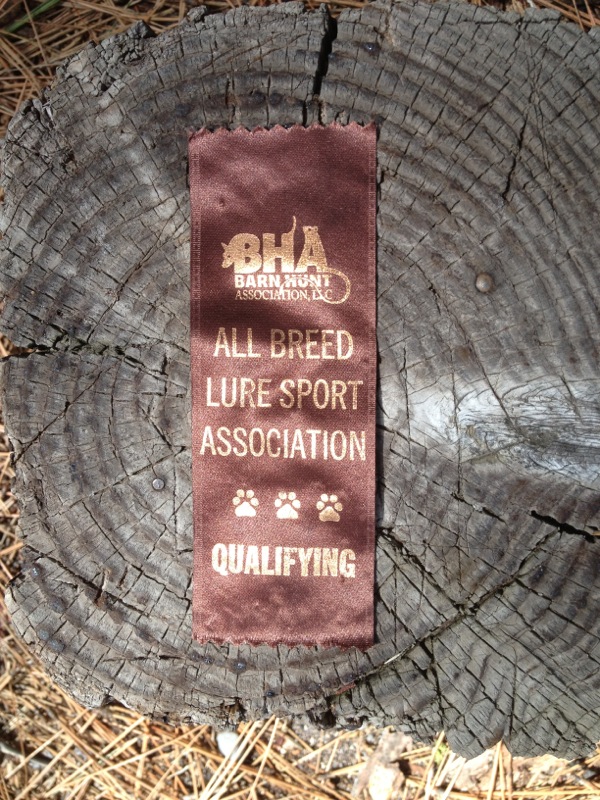 BHA
BARN HUNT
ASSOCIATION, LLC
ALL BREED
LURE SPORT
ASSOCIATION
QUALIFYING